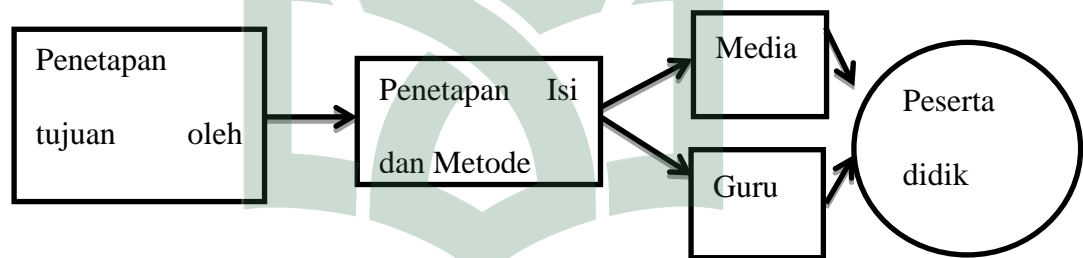 Penetapan
tujuan oleh
Penetapan Isi
dan Metode
Media
Guru
Peserta
didik